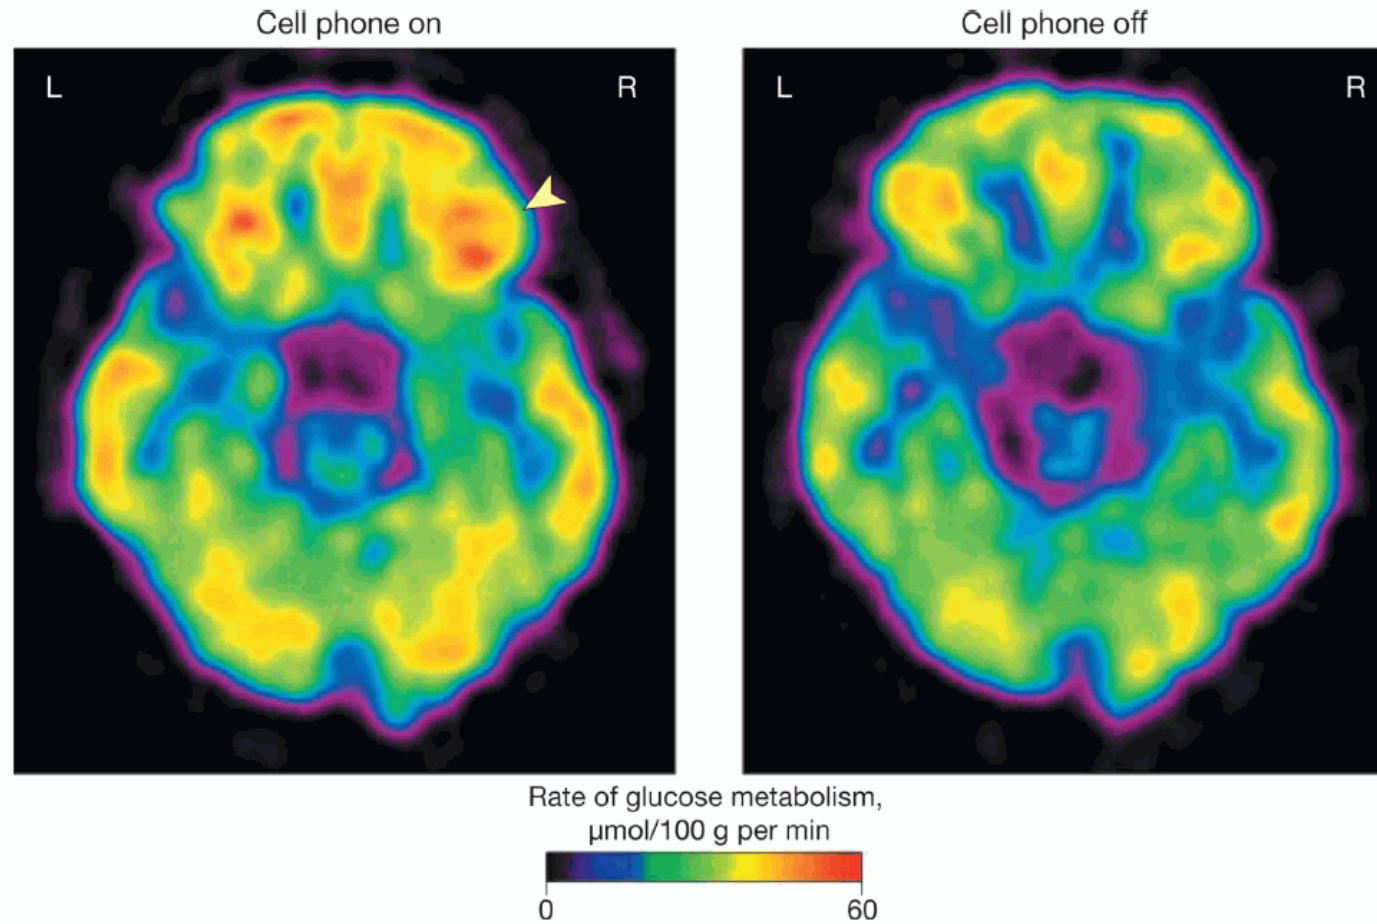 Cell phone on
Cell phone off
L
R
L
R
Rate of glucose metabolism,
µmol/100 g per min
0
60